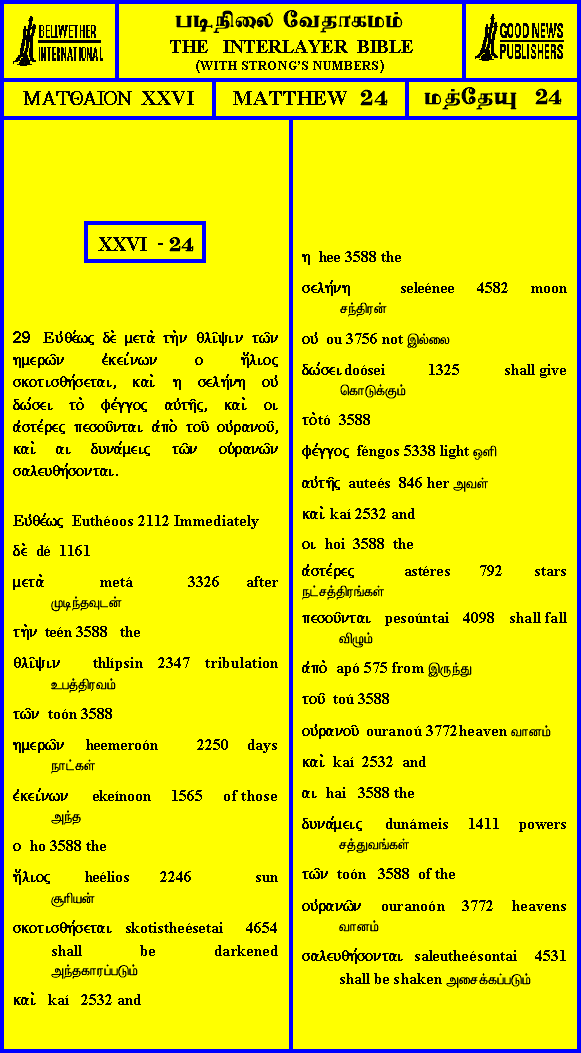 BELLWETHER
INTERNATIONAL
படிநிலை வேதாகமம்
THE INTERLAYER BIBLE
(WITH STRONG'S NUMBERS)
GOOD NEWS
PUBLISHERS
ΜΑΤΘΑΙΟΝ XXVI
MATTHEW 24
மத்தேயு 24
XXVI - 24
29 Εὐθέως δὲ μετὰ τὴν θλῖψιν τῶν
ημερῶν ἐκείνων ο ἥλιος
σκοτισθήσεται, καὶ η σελήνη οὐ
δώσει τὸ φέγγος αὐτῆς, καὶ οι
ἀστέρες πεσοῦνται ἀπὸ τοῦ οὐρανοῦ,
καὶ αι δυνάμεις τῶν οὐρανῶν
σαλευθήσονται.
Εὐθέως Euthéoos 2112 Immediately
δὲ dé 1161
μετὰ metá 3326 after
முடிந்தவுடன்
τὴν teén 3588 the
θλῖψιν thlípsin 2347 tribulation
உபத்திரவம்
τῶν toón 3588
ημερῶν heemeroón 2250 days
நாட்கள்
ἐκείνων ekeínoon 1565 of those
அந்த
ο ho 3588 the
ἥλιος heélios 2246 sun
சூரியன்
σκοτισθήσεται skotistheésetai 4654
shall be darkened
அந்தகாரப்படும்
καὶ kaí 2532 and
η hee 3588 the
σελήνη seleénee 4582 moon
சந்திரன்
οὐ ou 3756 not இல்லை
δώσει doósei 1325 shall give
கொடுக்கும்
τὸ tó 3588
φέγγος féngos 5338 light ஒளி
αὐτῆς auteés 846 her அவள்
καὶ kaí 2532 and
οι hoi 3588 the
ἀστέρες astéres 792 stars
நட்சத்திரங்கள்
πεσοῦνται pesoúntai 4098 shall fall
விழும்
ἀπὸ apó 575 from இருந்து
τοῦ toú 3588
οὐρανοῦ ouranoú 3772 heaven வானம்
καὶ kaí 2532 and
αι hai 3588 the
δυνάμεις dunámeis 1411 powers
சத்துவங்கள்
τῶν toón 3588 of the
οὐρανῶν ouranoón 3772 heavens
வானம்
σαλευθήσονται saleutheésontai 4531
shall be shaken அசைக்கப்படும்